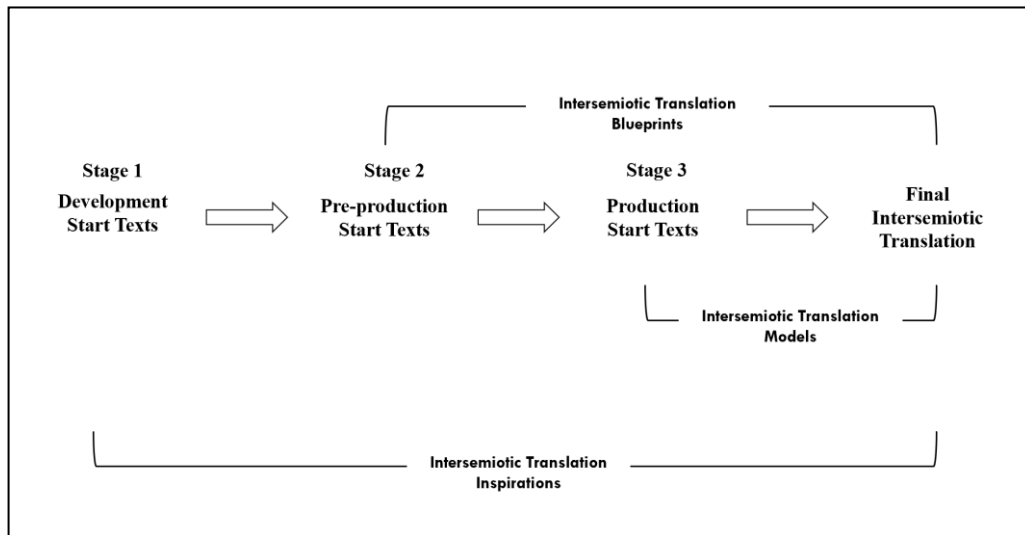 Intersemiotic Translation
Blueprints
Stage 1
Development
Start Texts
Stage 2
Pre-production
Start Texts
Stage 3
Production
Start Texts
Final
Intersemiotic
Translation
Intersemiotic Translation
Models
Intersemiotic Translation
Inspirations